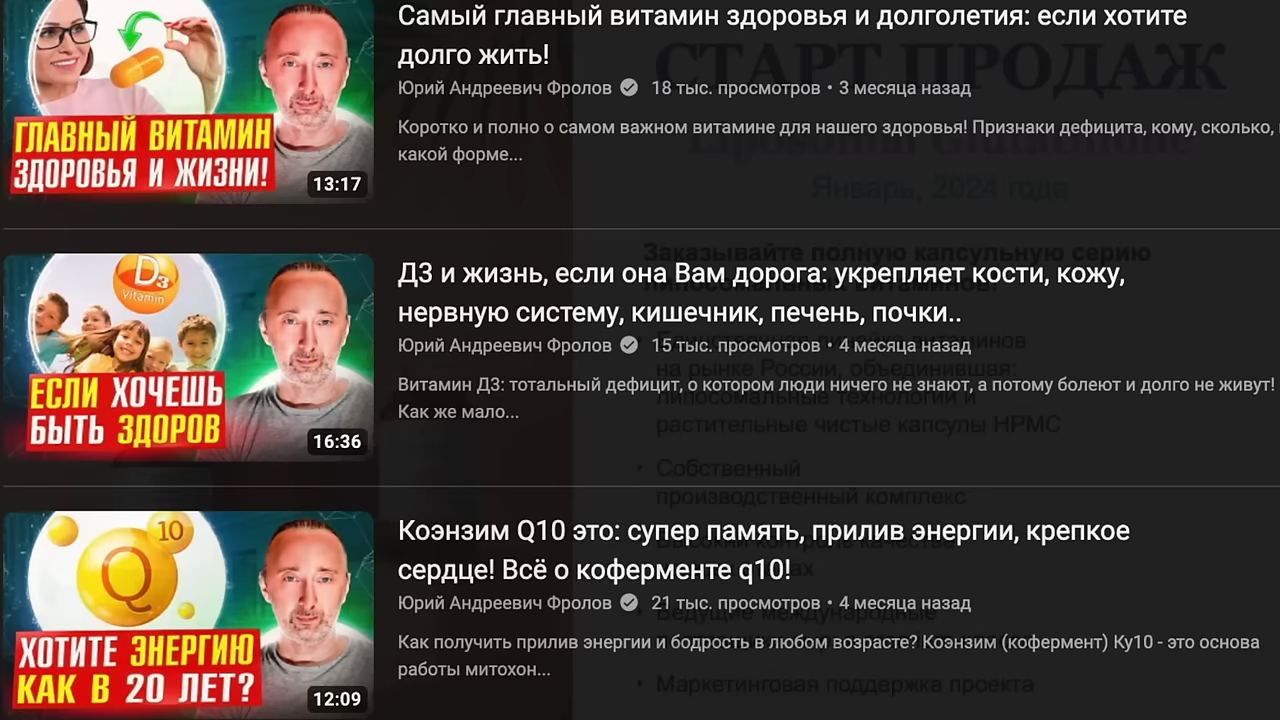 Самый главный витамин здоровья и долголетия: если хотите
долго жить!
Юрий Андреевич Фролов 18 тыс. просмотров • 3 месяца назад
Коротко и полно о самом важном витамине для нашего здоровья! Признаки дефицита, кому, сколько,
какой форме...
ГЛАВНЫЙ ВИТАМИН
ЗДОРОВЬЯ И ЖИЗНИ!
13:17
СТАРТ ПРОДАЖ
Liposomal Glutathione
Январь, 2024 года
Заказывайте полную капсульную серию
Д3 и жизнь, если она Вам дорога: укрепляет кости, кожу,
нервную систему, кишечник, печень, почки..
Юрий Андреевич Фролов 15 тыс. просмотров • 4 месяца назад
Витамин Д3: тотальный дефицит, о котором люди ничего не знают, а потому болеют и долго не живут!
Как же мало...
D3
Vitamin
ЕСЛИ ХОЧЕШЬ
БЫТЬ ЗДОРОВ
16:36
витаминов
на рынке России, объединившая:
липосомальные технологии и
растительные чистые капсулы НРМС
• Собственный
производственный комплекс
Коэнзим Q10 это: супер память, прилив энергии, крепкое
сердце! Всё о коферменте q10!
Юрий Андреевич Фролов 21 тыс. просмотров • 4 месяца назад
Как получить прилив энергии и бодрость в любом возрасте? Коэнзим (кофермент) Ку10 - это основа
работы митохон...
Q
10
ХОТИТЕ ЭНЕРГИЮ
КАК В 20 ЛЕТ?
12:09
• Ведущие международные
• Маркетинговая поддержка проекта